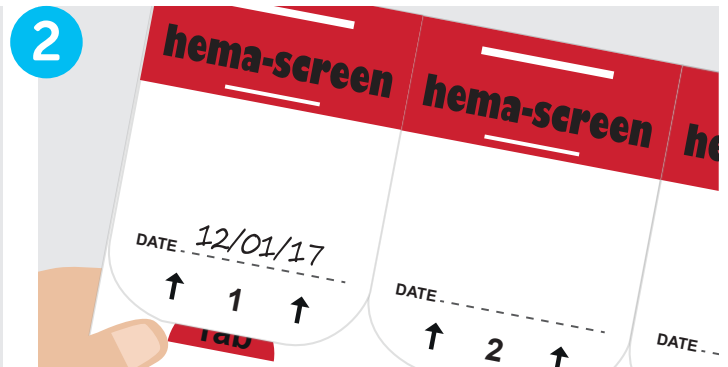 2
hema-screen
hema-screen
he
DATE 12/01/17
1
Tab
DATE
2
DATE